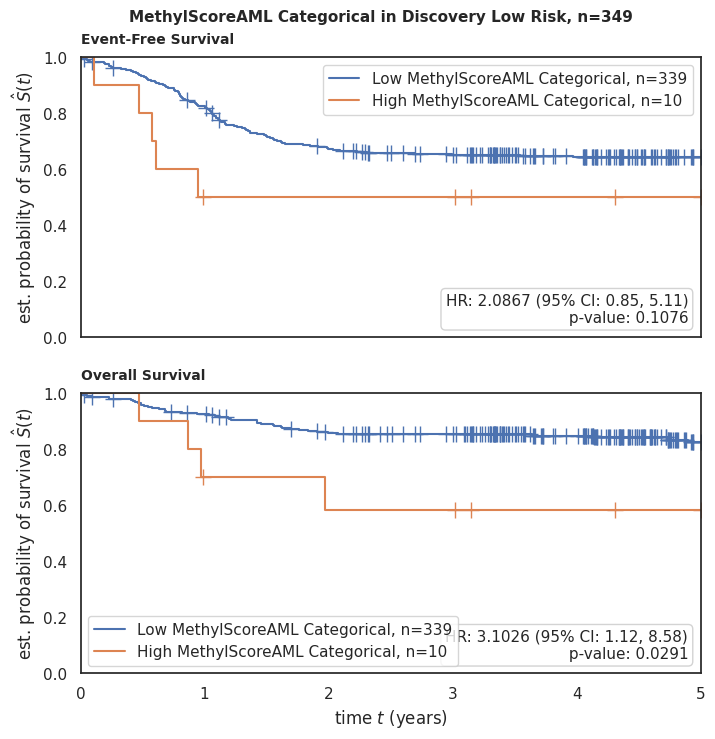 MethylScoreAML Categorical in Discovery Low Risk, n=349
Event-Free Survival
est. probability of survival Ŝ(t)
1.0
0.8
0.6
0.4
0.2
0.0
Low MethylScoreAML Categorical, n=339
High MethylScoreAML Categorical, n=10
HR: 2.0867 (95% CI: 0.85, 5.11)
p-value: 0.1076
Overall Survival
est. probability of survival Ŝ(t)
1.0
0.8
0.6
0.4
0.2
0.0
Low MethylScoreAML Categorical, n=339
High MethylScoreAML Categorical, n=10
HR: 3.1026 (95% CI: 1.12, 8.58)
p-value: 0.0291
0 1 2 3 4 5
time t (years)